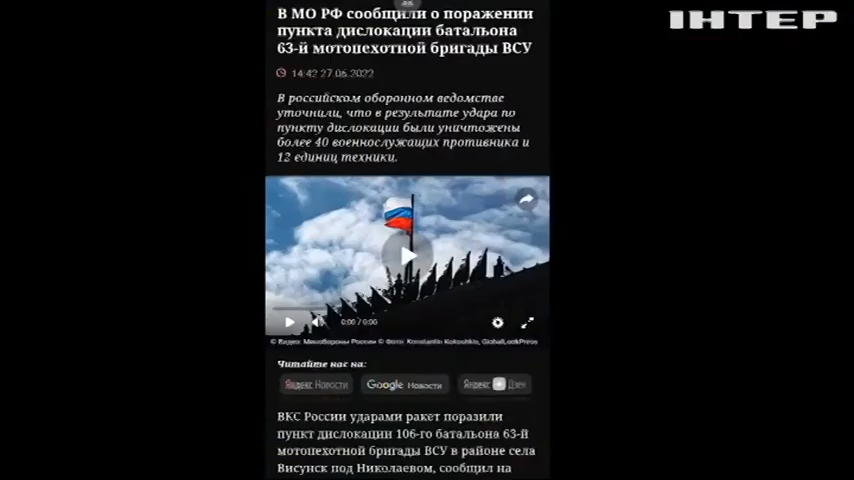 ІНТЕР
В МО РФ сообщили о поражении
пункта дислокации батальона
63-й мотопехотной бригады ВСУ
14:42 27.06.2022
В российском оборонном ведомстве
уточнили, что в результате удара по
пункту дислокации были уничтожены
более 40 военнослужащих противника и
12 единиц техники.
0:00 / 0:00
© Видео: Минобороны России © Фото: Konstantin Kokoshkin, GlobalLookPress
Читайте нас на:
Яндекс Новости Google Новости Яндекс Дзен
ВКС России ударами ракет поразили
пункт дислокации 106-го батальона 63-й
мотопехотной бригады ВСУ в районе села
Висунск под Николаевом, сообщил на